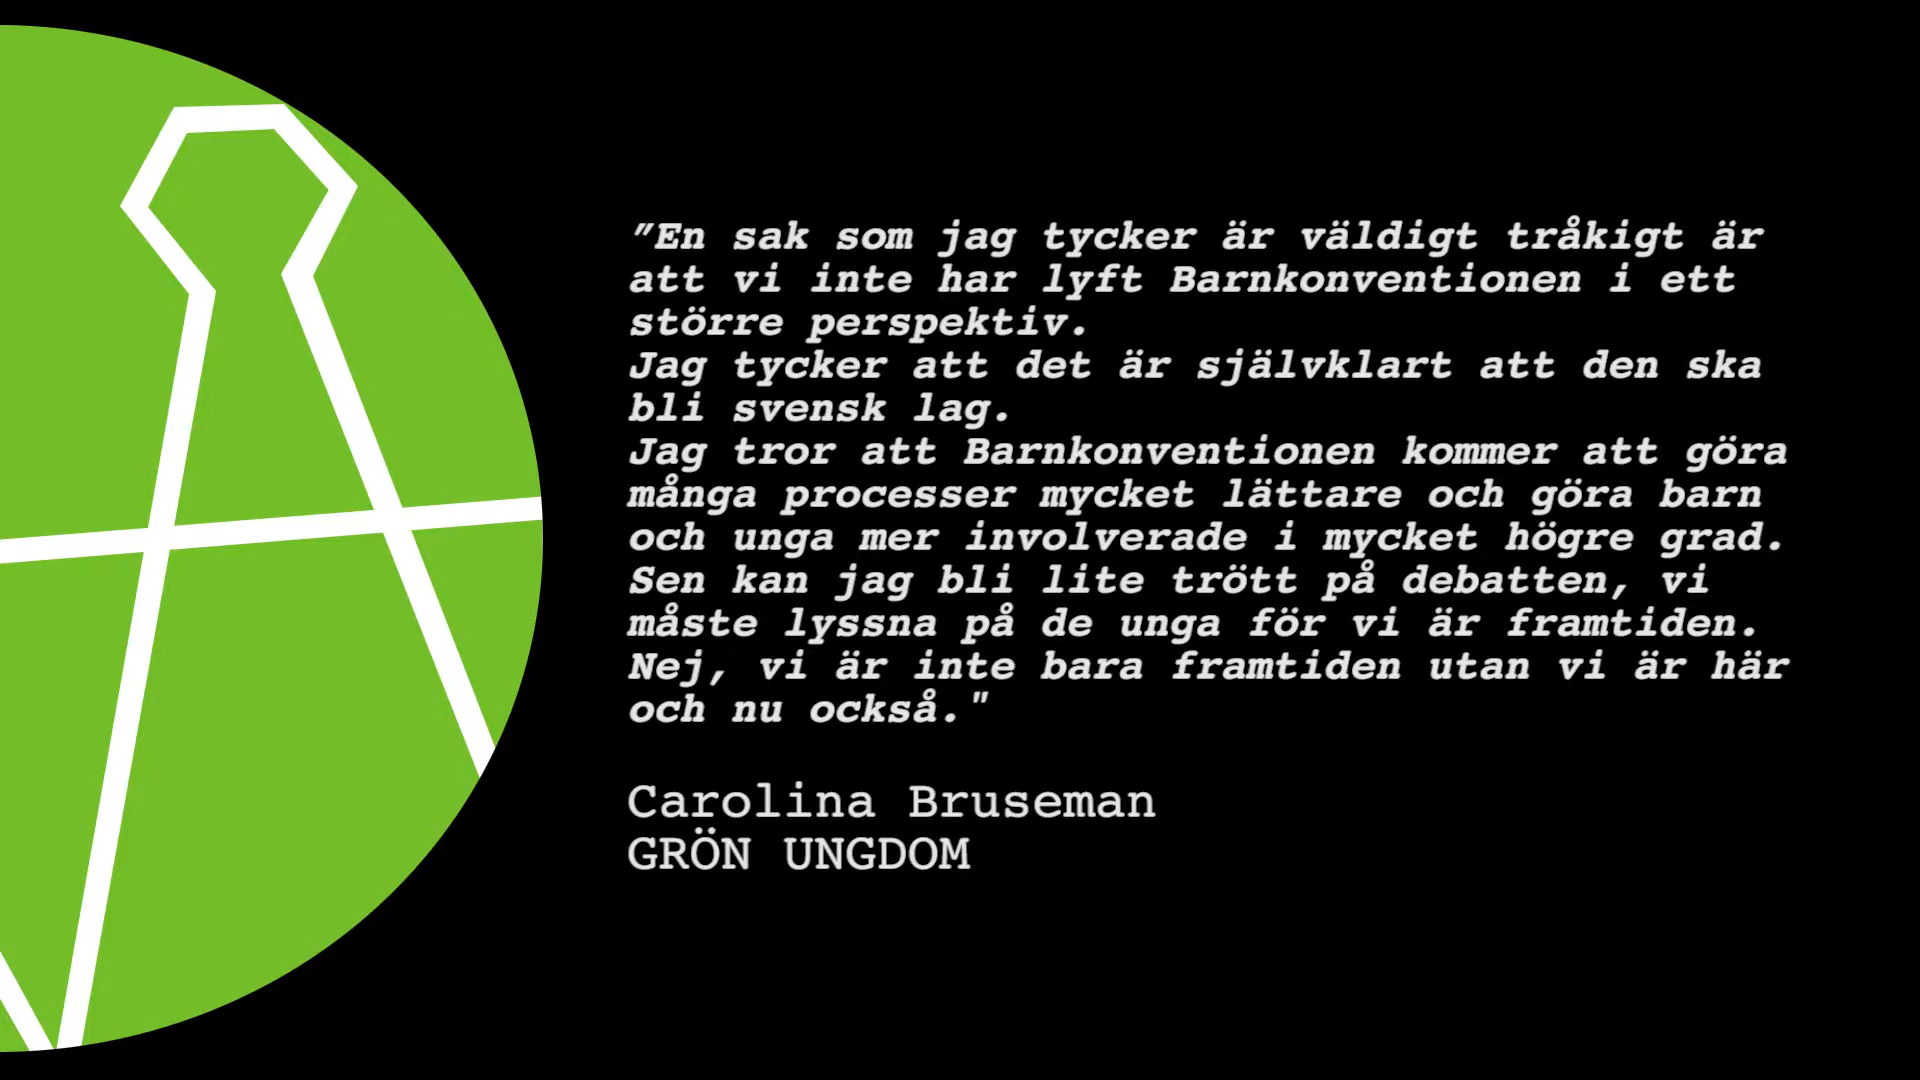 ”En sak som jag tycker är väldigt tråkigt är
att vi inte har lyft Barnkonventionen i ett
större perspektiv.
Jag tycker att det är självklart att den ska
bli svensk lag.
Jag tror att Barnkonventionen kommer att göra
många processer mycket lättare och göra barn
och unga mer involverade i mycket högre grad.
Sen kan jag bli lite trött på debatten, vi
måste lyssna på de unga för vi är framtiden.
Nej, vi är inte bara framtiden utan vi är här
och nu också."
Carolina Bruseman
GRÖN UNGDOM